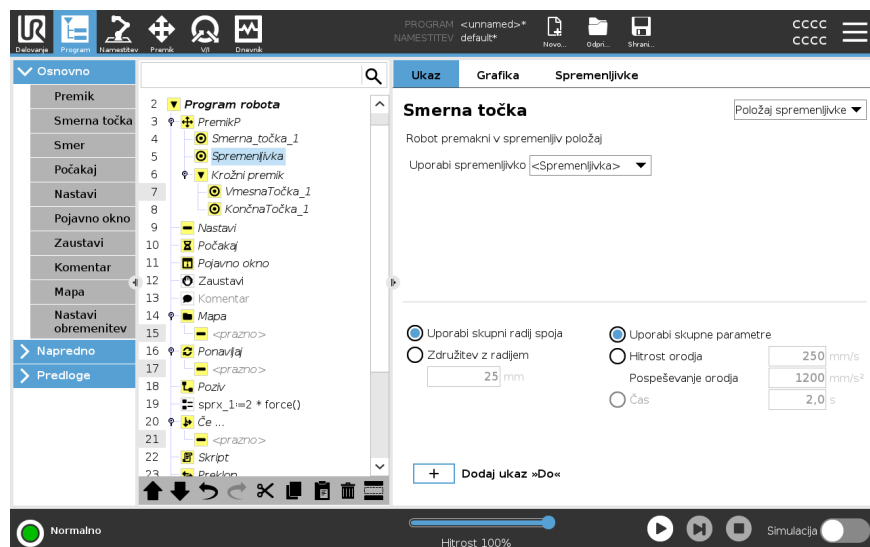 PROGRAM <unnamed>*
NAMESTITEV default*
CCCC
CCCC
Delovanje Program Namestitev Premik V/I Dnevnik Novo... Odpri... Shrani...
Osnovno
Premik
Smerna točka
Smer
Počakaj
Nastavi
Pojavno okno
Zaustavi
Komentar
Mapa
Nastavi
obremenitev
Napredno
Predloge
2 Program robota
3 PremikP
4 Smerna_točka_1
5 Spremenljivka
6 Krožni premik
7 VmesnaTočka_1
8 KončnaTočka_1
9 Nastavi
10 Počakaj
11 Pojavno okno
12 Zaustavi
13 Komentar
14 Mapa
15 <prazno>
16 Ponavljaj
17 <prazno>
18 Poziv
19 sprx_1:=2 * force()
20 Če ...
21 <prazno>
22 Skript
23 Preklop
Ukaz Grafika Spremenljivke
Smerna točka
Položaj spremenljivke
Robot premakni v spremenljiv položaj
Uporabi spremenljivko <Spremenljivka>
Uporabi skupni radij spoja
Združitev z radijem
25 mm
Uporabi skupne parametre
Hitrost orodja 250 mm/s
Pospeševanje orodja 1200 mm/s²
Čas 2,0 s
+ Dodaj ukaz »Do«
Normalno
Hitrost 100%
Simulacija